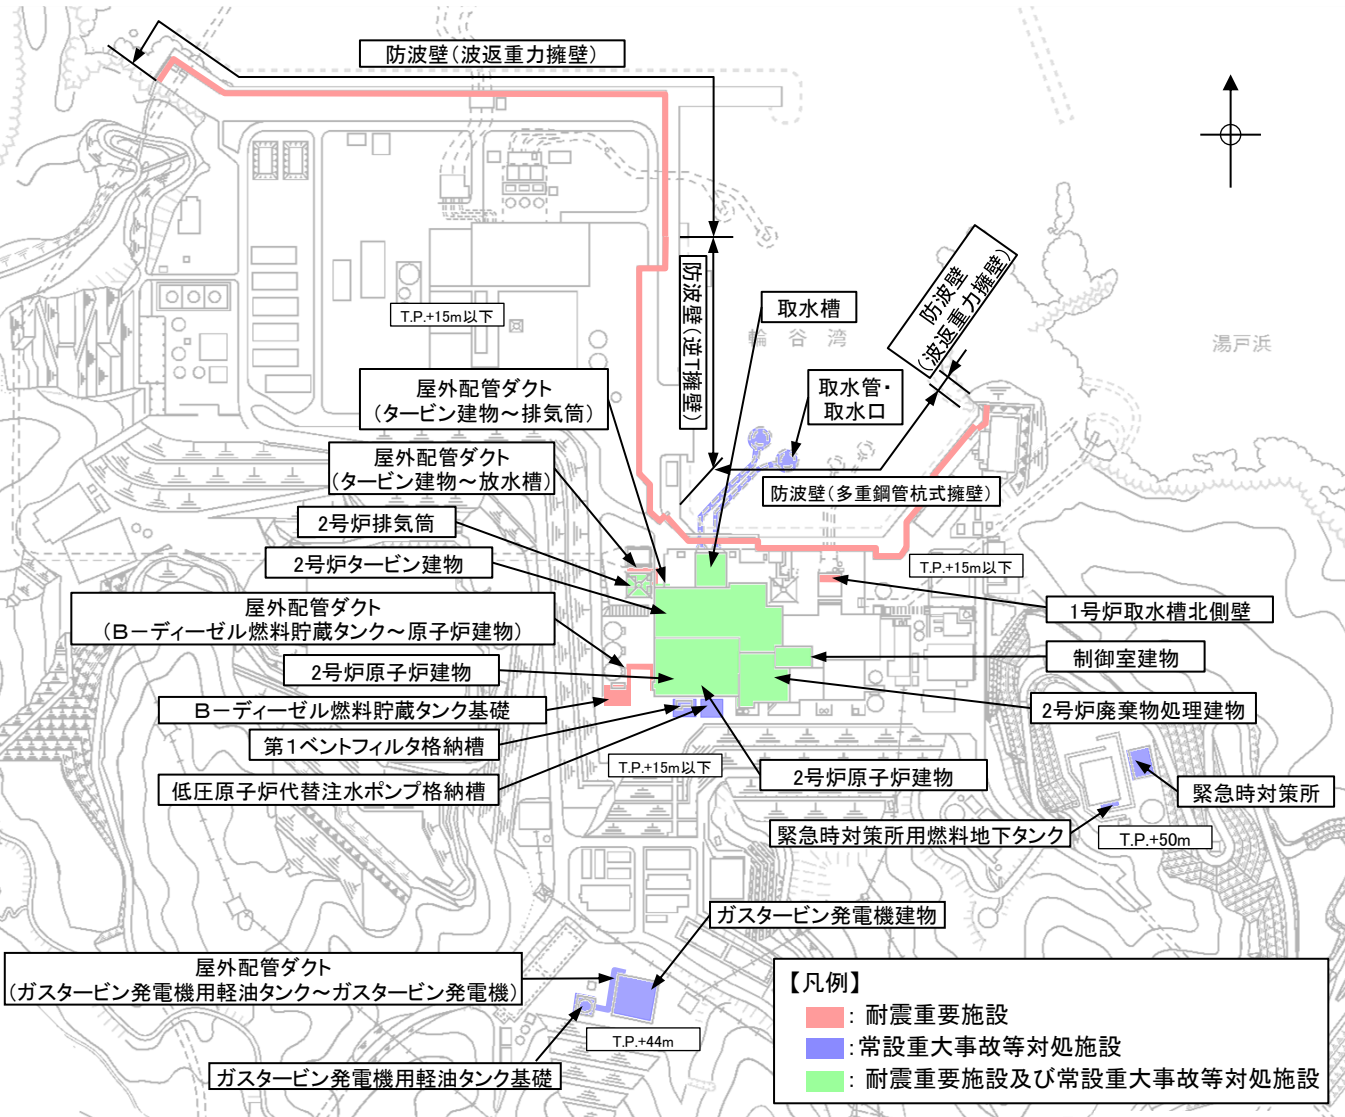 防波壁(波返重力擁壁)
防波壁(逆T擁壁)
防波壁
(波返重力擁壁)
取水槽
T.P.+15m以下
輪谷湾
湯戸浜
屋外配管ダクト
(タービン建物～排気筒)
取水管・
取水口
屋外配管ダクト
(タービン建物～放水槽)
防波壁(多重鋼管杭式擁壁)
2号炉排気筒
2号炉タービン建物
T.P.+15m以下
屋外配管ダクト
(B－ディーゼル燃料貯蔵タンク～原子炉建物)
1号炉取水槽北側壁
2号炉原子炉建物
制御室建物
B－ディーゼル燃料貯蔵タンク基礎
2号炉廃棄物処理建物
第1ベントフィルタ格納槽
T.P.+15m以下
2号炉原子炉建物
低圧原子炉代替注水ポンプ格納槽
緊急時対策所
緊急時対策所用燃料地下タンク
T.P.+50m
ガスタービン発電機建物
屋外配管ダクト
(ガスタービン発電機用軽油タンク～ガスタービン発電機)
T.P.+44m
ガスタービン発電機用軽油タンク基礎
【凡例】
：耐震重要施設
：常設重大事故等対処施設
：耐震重要施設及び常設重大事故等対処施設